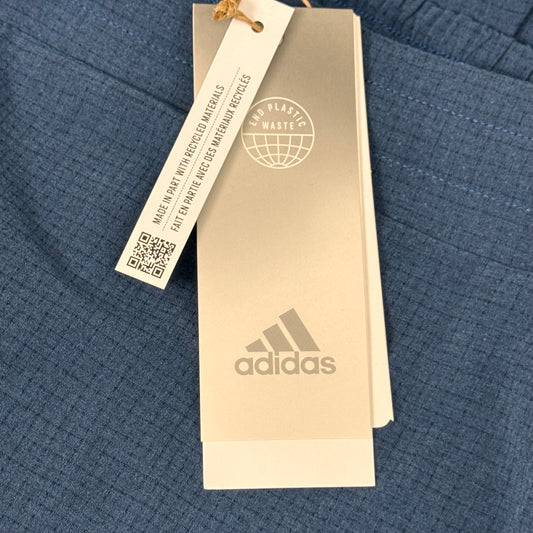 END PLASTIC
WASTE
MADE IN PART WITH RECYCLED MATERIALS
FAIT EN PARTIE AVEC DES MATÉRIAUX RECYCLÉS
adidas